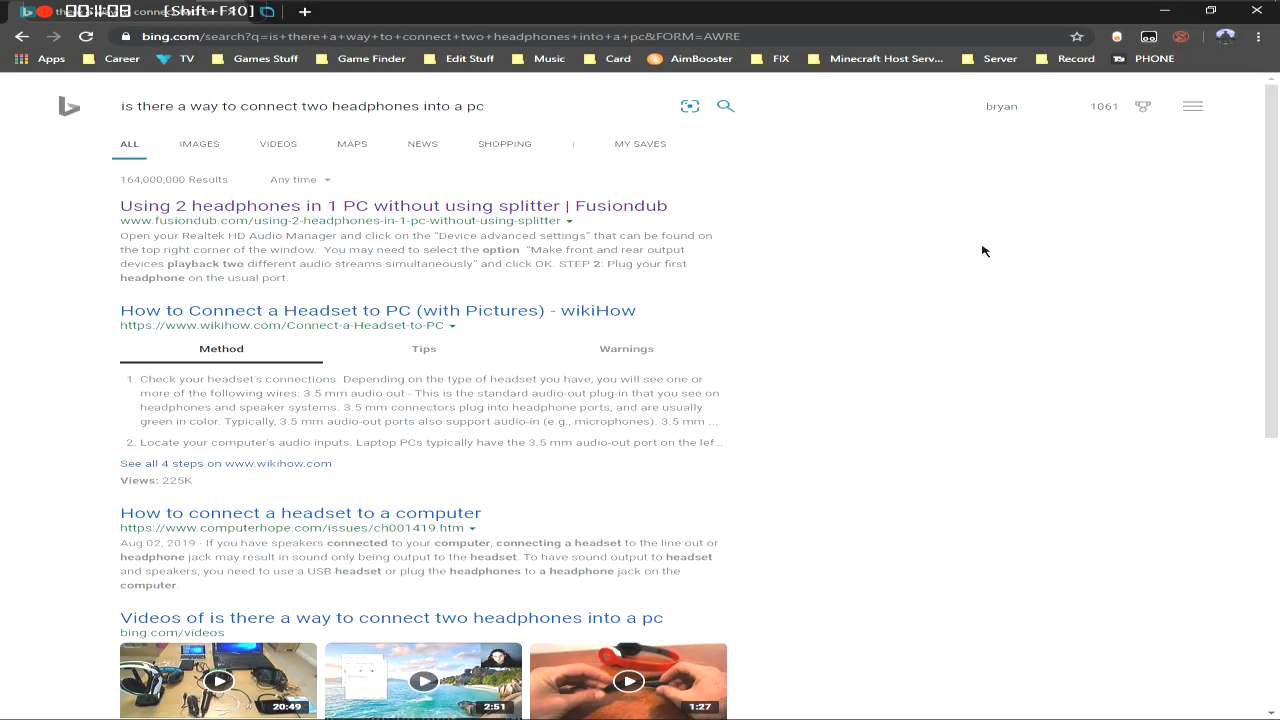 [Shift+F10]
bing.com/search?q=is+there+a+way+to+connect+two+headphones+into+a+pc&FORM=AWRE
Apps Career TV Games Stuff Game Finder Edit Stuff Music Card AimBooster FIX Minecraft Host Serv... Server Record PHONE
is there a way to connect two headphones into a pc
bryan 1061
ALL IMAGES VIDEOS MAPS NEWS SHOPPING | MY SAVES
164,000,000 Results Any time
Using 2 headphones in 1 PC without using splitter | Fusiondub
www.fusiondub.com/using-2-headphones-in-1-pc-without-using-splitter
Open your Realtek HD Audio Manager and click on the "Device advanced settings" that can be found on
the top right corner of the window. You may need to select the option "Make front and rear output
devices playback two different audio streams simultaneously" and click OK. STEP 2: Plug your first
headphone on the usual port.
How to Connect a Headset to PC (with Pictures) - wikiHow
https://www.wikihow.com/Connect-a-Headset-to-PC
Method Tips Warnings
1. Check your headset's connections. Depending on the type of headset you have, you will see one or
more of the following wires: 3.5 mm audio out - This is the standard audio-out plug-in that you see on
headphones and speaker systems. 3.5 mm connectors plug into headphone ports, and are usually
green in color. Typically, 3.5 mm audio-out ports also support audio-in (e.g., microphones). 3.5 mm ...
2. Locate your computer's audio inputs. Laptop PCs typically have the 3.5 mm audio-out port on the lef...
See all 4 steps on www.wikihow.com
Views: 225K
How to connect a headset to a computer
https://www.computerhope.com/issues/ch001419.htm
Aug 02, 2019 · If you have speakers connected to your computer, connecting a headset to the line out or
headphone jack may result in sound only being output to the headset. To have sound output to headset
and speakers, you need to use a USB headset or plug the headphones to a headphone jack on the
computer.
Videos of is there a way to connect two headphones into a pc
bing.com/videos
20:49 2:51 1:27